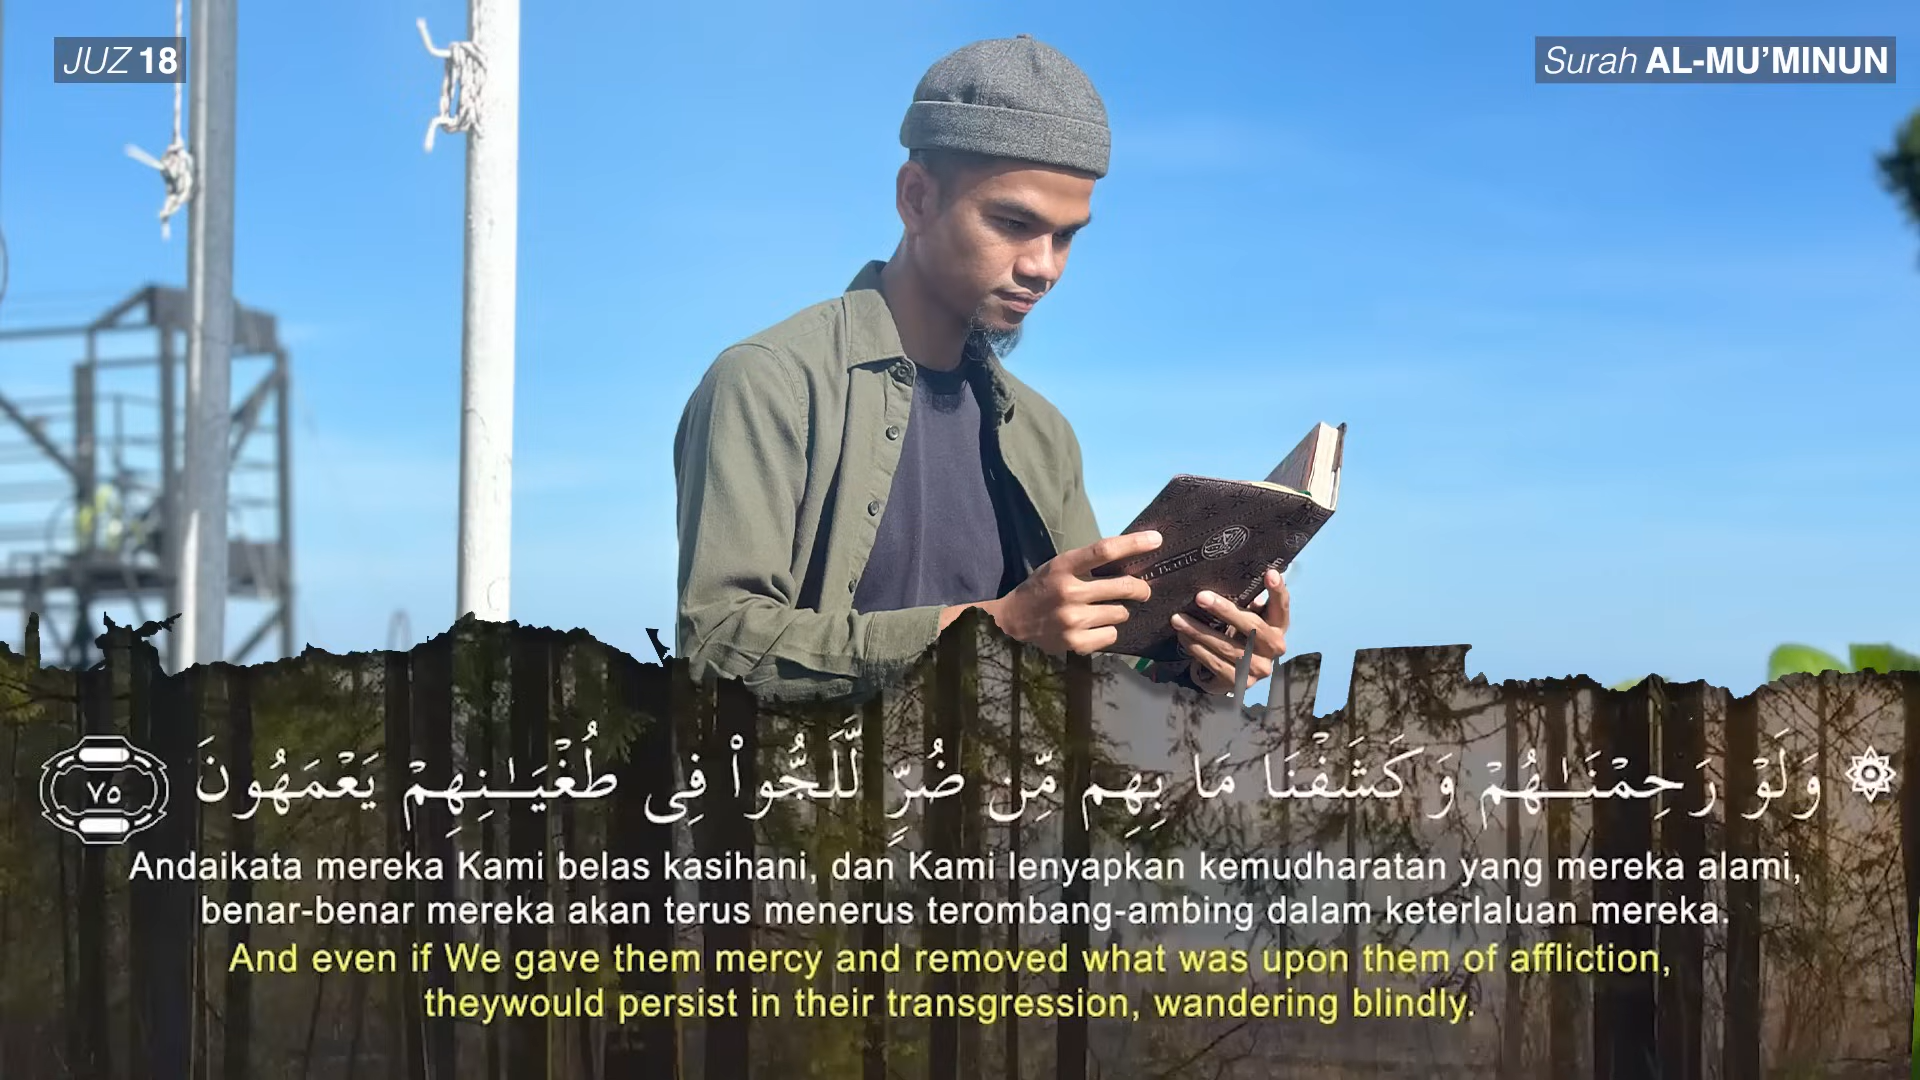 JUZ 18
Surah AL-MU’MINUN
۞ وَلَوْ رَحِمْنَـٰهُمْ وَكَشَفْنَا مَا بِهِم مِّن ضُرٍّ لَّلَجُّوا۟ فِى طُغْيَـٰنِهِمْ يَعْمَهُونَ ٧٥
Andaikata mereka Kami belas kasihani, dan Kami lenyapkan kemudharatan yang mereka alami,
benar-benar mereka akan terus menerus terombang-ambing dalam keterlaluan mereka.
And even if We gave them mercy and removed what was upon them of affliction,
theywould persist in their transgression, wandering blindly.